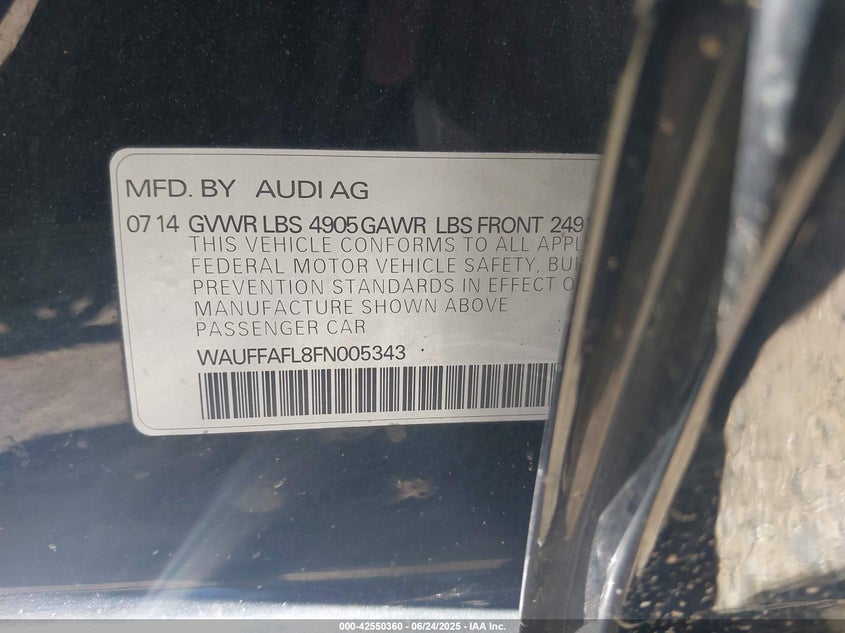 MFD. BY AUDI AG
07 14 GVWR LBS 4905 GAWR LBS FRONT
THIS VEHICLE CONFORMS TO ALL
FEDERAL MOTOR VEHICLE SAFETY,
PREVENTION STANDARDS IN EFFECT
MANUFACTURE SHOWN ABOVE
PASSENGER CAR
WAUFFAFL8FN005343
000-42550360 - 06/24/2025 - IAA Inc.